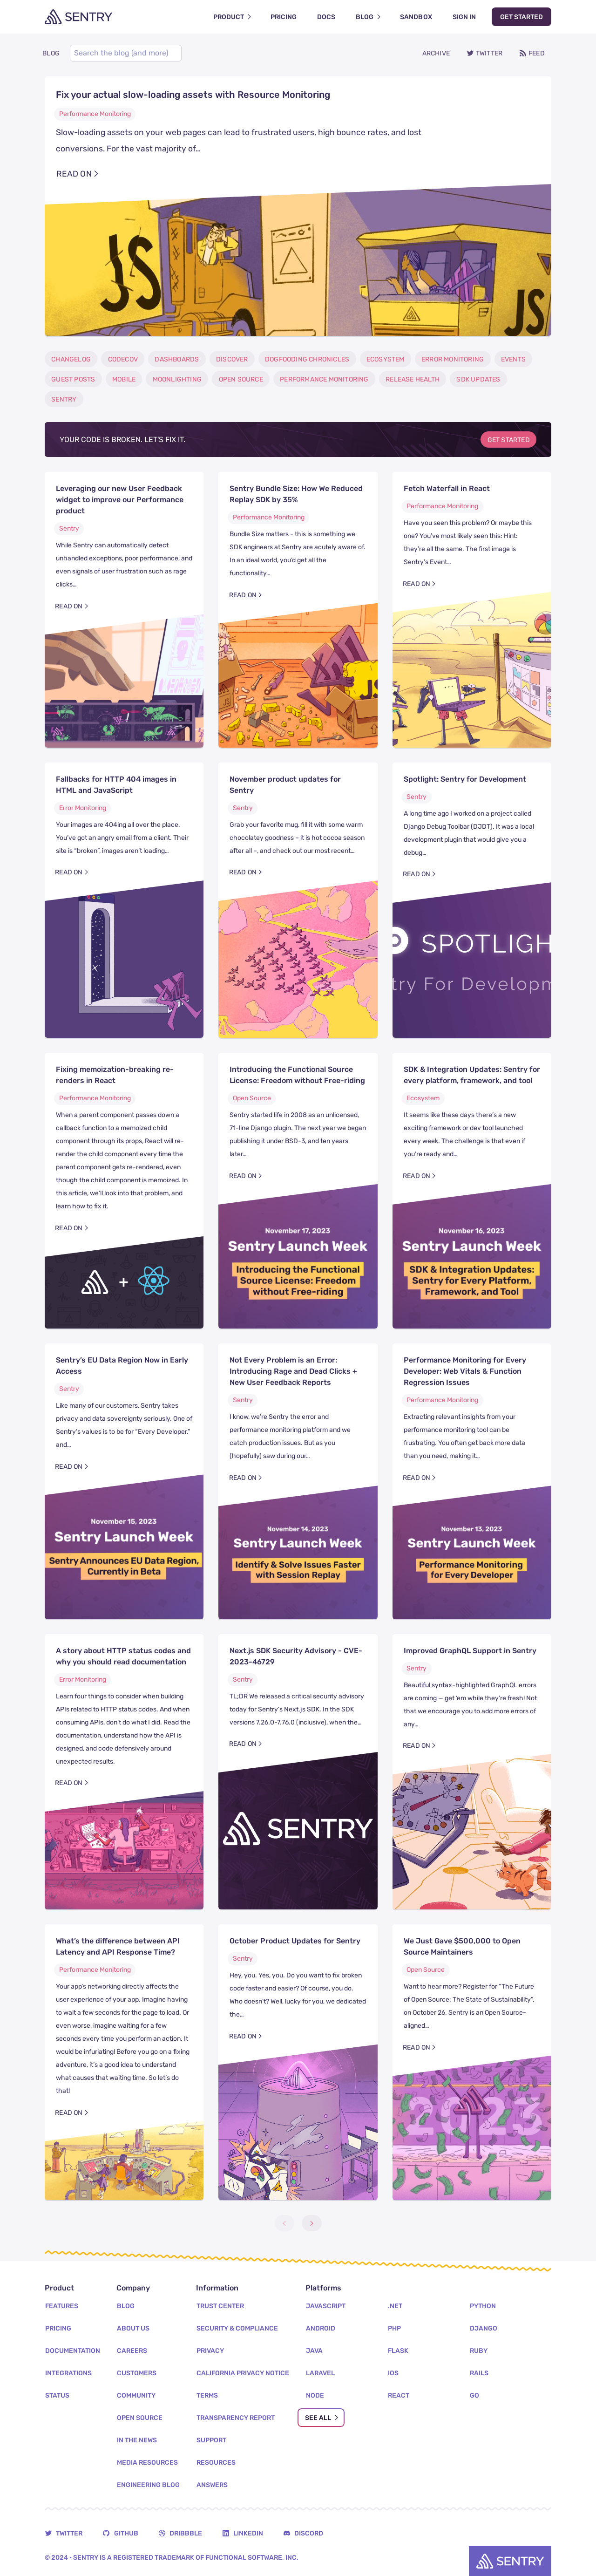 SENTRY
PRODUCT
PRICING
DOCS
BLOG
SANDBOX
SIGN IN
GET STARTED
BLOG
Search the blog (and more)
ARCHIVE
TWITTER
FEED
Fix your actual slow-loading assets with Resource Monitoring
Performance Monitoring
Slow-loading assets on your web pages can lead to frustrated users, high bounce rates, and lost
conversions. For the vast majority of…
READ ON
JS
JS
CHANGELOG
CODECOV
DASHBOARDS
DISCOVER
DOGFOODING CHRONICLES
ECOSYSTEM
ERROR MONITORING
EVENTS
GUEST POSTS
MOBILE
MOONLIGHTING
OPEN SOURCE
PERFORMANCE MONITORING
RELEASE HEALTH
SDK UPDATES
SENTRY
YOUR CODE IS BROKEN. LET'S FIX IT.
GET STARTED
Leveraging our new User Feedback
widget to improve our Performance
product
Sentry
While Sentry can automatically detect
unhandled exceptions, poor performance, and
even signals of user frustration such as rage
clicks…
READ ON
Sentry Bundle Size: How We Reduced
Replay SDK by 35%
Performance Monitoring
Bundle Size matters - this is something we
SDK engineers at Sentry are acutely aware of.
In an ideal world, you'd get all the
functionality…
READ ON
JS
Fetch Waterfall in React
Performance Monitoring
Have you seen this problem? Or maybe this
one? You've most likely seen this: Hint:
they're all the same. The first image is
Sentry's Event…
READ ON
Fallbacks for HTTP 404 images in
HTML and JavaScript
Error Monitoring
Your images are 404ing all over the place.
You've got an angry email from a client. Their
site is “broken”, images aren't loading…
READ ON
November product updates for
Sentry
Sentry
Grab your favorite mug, fill it with some warm
chocolatey goodness – it is hot cocoa season
after all –, and check out our most recent…
READ ON
Spotlight: Sentry for Development
Sentry
A long time ago I worked on a project called
Django Debug Toolbar (DJDT). It was a local
development plugin that would give you a
debug…
READ ON
SPOTLIGH
try For Developm
Fixing memoization-breaking re-
renders in React
Performance Monitoring
When a parent component passes down a
callback function to a memoized child
component through its props, React will re-
render the child component every time the
parent component gets re-rendered, even
though the child component is memoized. In
this article, we'll look into that problem, and
learn how to fix it.
READ ON
+
Introducing the Functional Source
License: Freedom without Free-riding
Open Source
Sentry started life in 2008 as an unlicensed,
71-line Django plugin. The next year we began
publishing it under BSD-3, and ten years
later…
READ ON
November 17, 2023
Sentry Launch Week
Introducing the Functional
Source License: Freedom
without Free-riding
SDK & Integration Updates: Sentry for
every platform, framework, and tool
Ecosystem
It seems like these days there's a new
exciting framework or dev tool launched
every week. The challenge is that even if
you're ready and…
READ ON
November 16, 2023
Sentry Launch Week
SDK & Integration Updates:
Sentry for Every Platform,
Framework, and Tool
Sentry's EU Data Region Now in Early
Access
Sentry
Like many of our customers, Sentry takes
privacy and data sovereignty seriously. One of
Sentry's values is to be for “Every Developer,”
and…
READ ON
November 15, 2023
Sentry Launch Week
Sentry Announces EU Data Region,
Currently in Beta
Not Every Problem is an Error:
Introducing Rage and Dead Clicks +
New User Feedback Reports
Sentry
I know, we're Sentry the error and
performance monitoring platform and we
catch production issues. But as you
(hopefully) saw during our…
READ ON
November 14, 2023
Sentry Launch Week
Identify & Solve Issues Faster
with Session Replay
Performance Monitoring for Every
Developer: Web Vitals & Function
Regression Issues
Performance Monitoring
Extracting relevant insights from your
performance monitoring tool can be
frustrating. You often get back more data
than you need, making it…
READ ON
November 13, 2023
Sentry Launch Week
Performance Monitoring
for Every Developer
A story about HTTP status codes and
why you should read documentation
Error Monitoring
Learn four things to consider when building
APIs related to HTTP status codes. And when
consuming APIs, don't do what I did. Read the
documentation, understand how the API is
designed, and code defensively around
unexpected results.
READ ON
Next.js SDK Security Advisory - CVE-
2023-46729
Sentry
TL;DR We released a critical security advisory
today for Sentry's Next.js SDK. In the SDK
versions 7.26.0-7.76.0 (inclusive), when the…
READ ON
SENTRY
Improved GraphQL Support in Sentry
Sentry
Beautiful syntax-highlighted GraphQL errors
are coming — get 'em while they're fresh! Not
that we encourage you to add more errors of
any…
READ ON
What's the difference between API
Latency and API Response Time?
Performance Monitoring
Your app's networking directly affects the
user experience of your app. Imagine having
to wait a few seconds for the page to load. Or
even worse, imagine waiting for a few
seconds every time you perform an action. It
would be infuriating! Before you go on a fixing
adventure, it's a good idea to understand
what causes that waiting time. So let's do
that!
READ ON
October Product Updates for Sentry
Sentry
Hey, you. Yes, you. Do you want to fix broken
code faster and easier? Of course, you do.
Who doesn't? Well, lucky for you, we dedicated
the…
READ ON
We Just Gave $500,000 to Open
Source Maintainers
Open Source
Want to hear more? Register for “The Future
of Open Source: The State of Sustainability”,
on October 26. Sentry is an Open Source-
aligned…
READ ON
Product
FEATURES
PRICING
DOCUMENTATION
INTEGRATIONS
STATUS
Company
BLOG
ABOUT US
CAREERS
CUSTOMERS
COMMUNITY
OPEN SOURCE
IN THE NEWS
MEDIA RESOURCES
ENGINEERING BLOG
Information
TRUST CENTER
SECURITY & COMPLIANCE
PRIVACY
CALIFORNIA PRIVACY NOTICE
TERMS
TRANSPARENCY REPORT
SUPPORT
RESOURCES
ANSWERS
Platforms
JAVASCRIPT
ANDROID
JAVA
LARAVEL
NODE
SEE ALL
.NET
PHP
FLASK
IOS
REACT
PYTHON
DJANGO
RUBY
RAILS
GO
TWITTER
GITHUB
DRIBBBLE
LINKEDIN
DISCORD
© 2024 • SENTRY IS A REGISTERED TRADEMARK OF FUNCTIONAL SOFTWARE, INC.
SENTRY